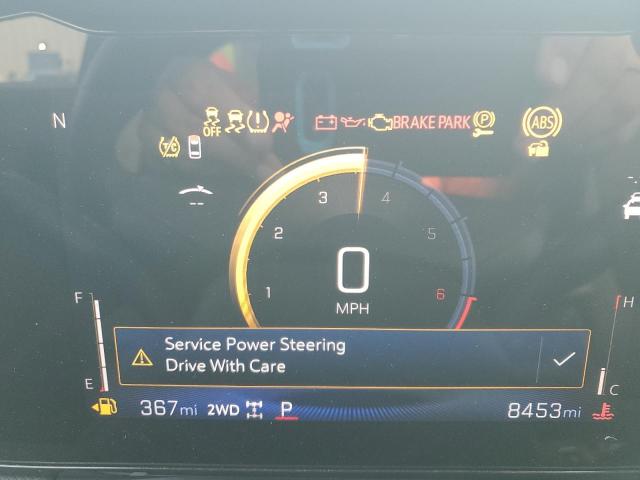 N
OFF
BRAKE PARK P ABS
T/C
3 4
2 5
0
1 6
MPH
F H
Service Power Steering
Drive With Care
E C
367mi 2WD P 8453mi